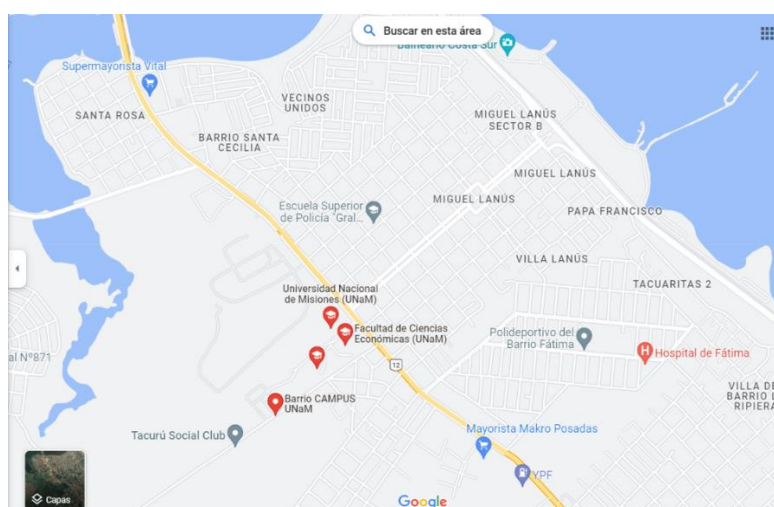 Buscar en esta área
Balneario Costa Sur
Supermayorista Vital
SANTA ROSA
VECINOS
UNIDOS
MIGUEL LANÚS
SECTOR B
BARRIO SANTA
CECILIA
MIGUEL LANÚS
MIGUEL LANÚS
Escuela Superior
de Policía "Gral...
PAPA FRANCISCO
VILLA LANÚS
TACUARITAS 2
Universidad Nacional
de Misiones (UNaM)
Facultad de Ciencias
Económicas (UNaM)
Polideportivo del
Barrio Fátima
al Nº871
12
H
Hospital de Fátima
VILLA DE
BARRIO
RIPIERA
Barrio CAMPUS
UNaM
Tacurú Social Club
Mayorista Makro Posadas
YPF
Capas
Google